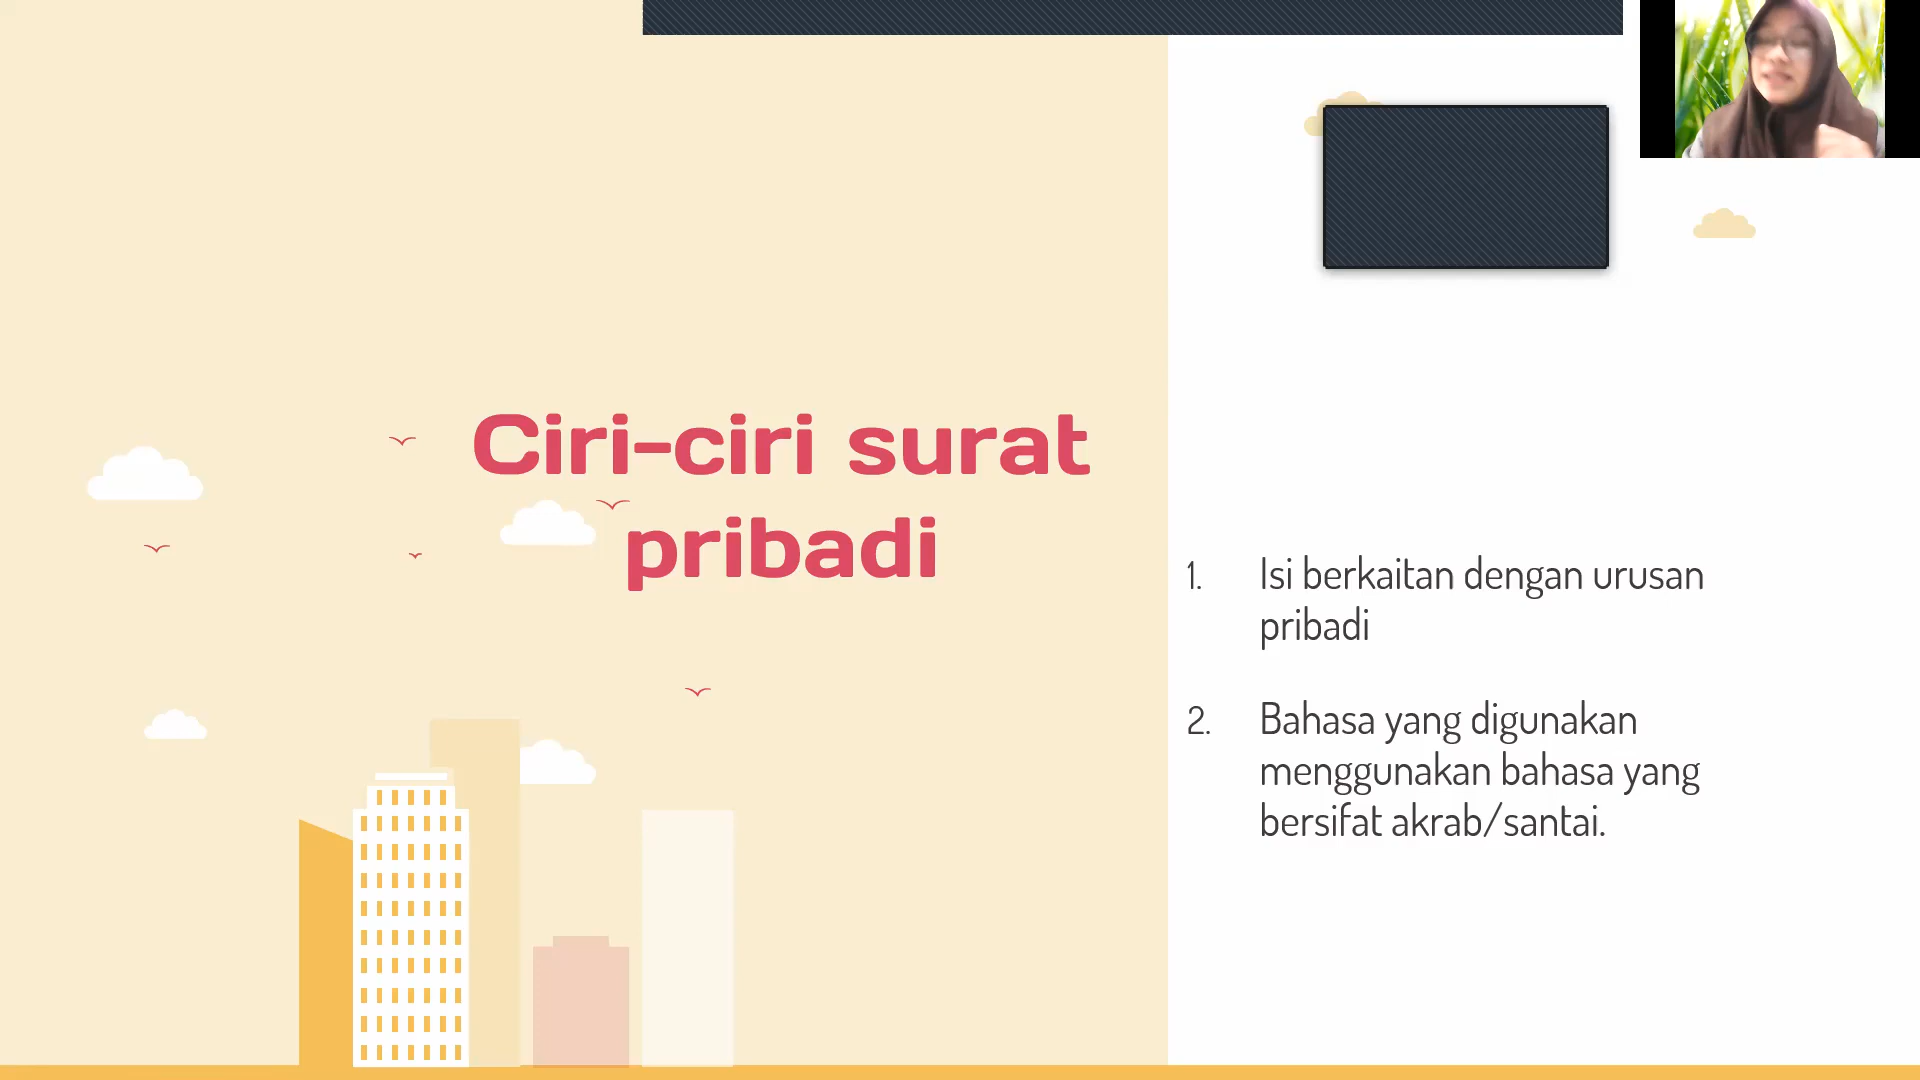 Ciri-ciri surat
pribadi
1. Isi berkaitan dengan urusan
pribadi
2. Bahasa yang digunakan
menggunakan bahasa yang
bersifat akrab/santai.